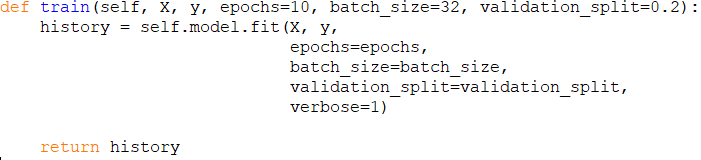 def train(self, X, y, epochs=10, batch_size=32, validation_split=0.2):
    history = self.model.fit(X, y,
                             epochs=epochs,
                             batch_size=batch_size,
                             validation_split=validation_split,
                             verbose=1)
    return history